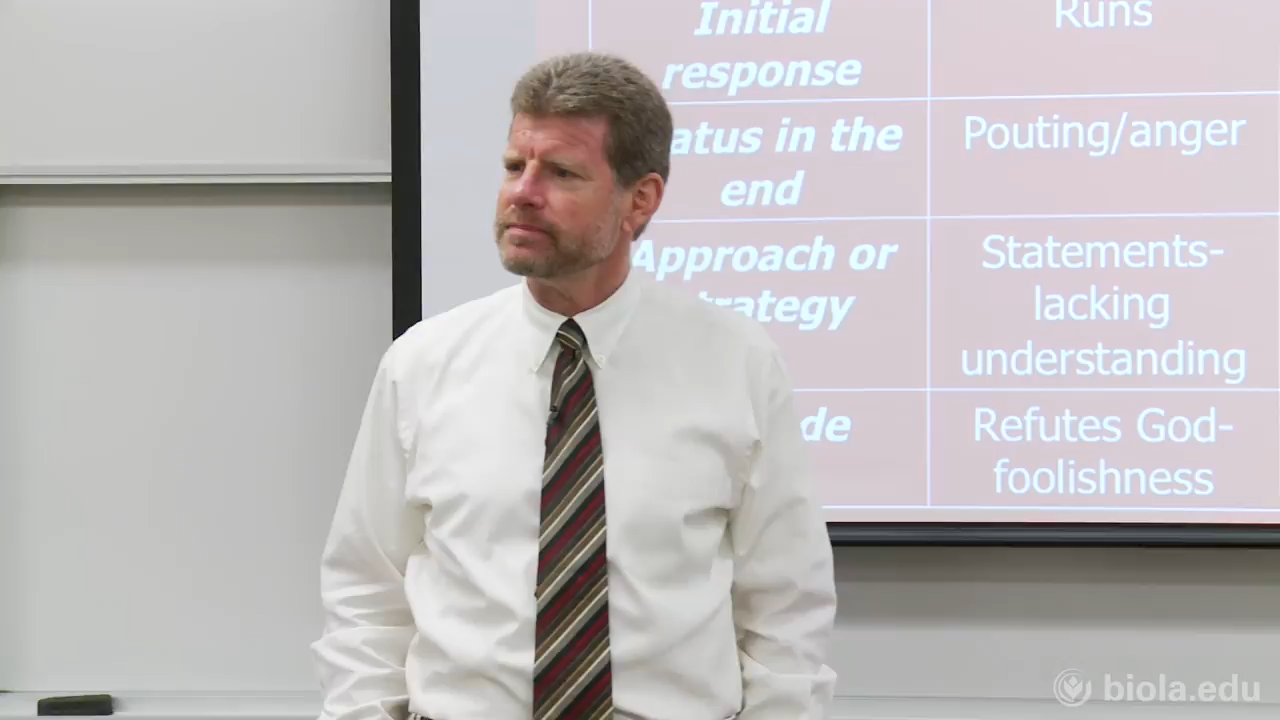 Initial
response
Runs
atus in the
end
Pouting/anger
Approach or
trategy
Statements-
lacking
understanding
de
Refutes God-
foolishness
biola.edu